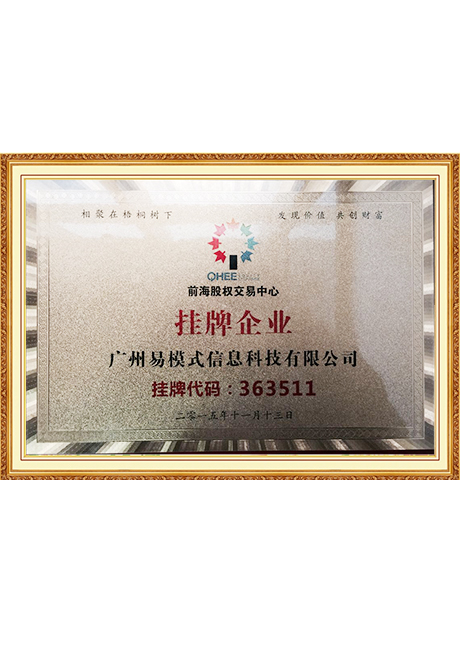 相聚在梧桐树下 发现价值 共创财富
QHEE
前海股权交易中心
挂牌企业
广州易模式信息科技有限公司
挂牌代码：363511
二零一五年十一月十三日